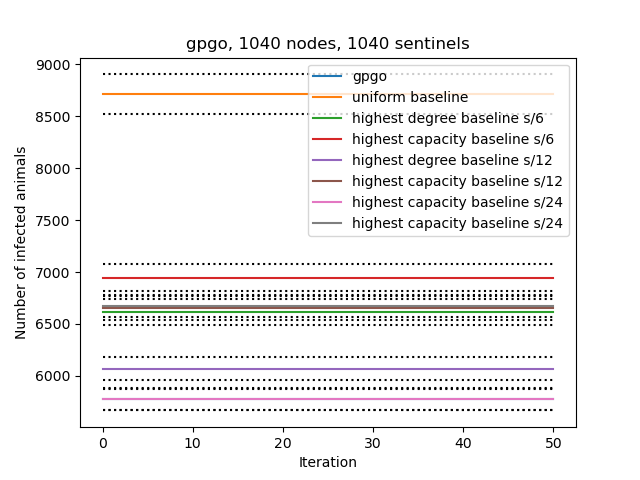 gpgo, 1040 nodes, 1040 sentinels
Number of infected animals
9000
8500
8000
7500
7000
6500
6000
gpgo
uniform baseline
highest degree baseline s/6
highest capacity baseline s/6
highest degree baseline s/12
highest capacity baseline s/12
highest capacity baseline s/24
highest capacity baseline s/24
0 10 20 30 40 50
Iteration